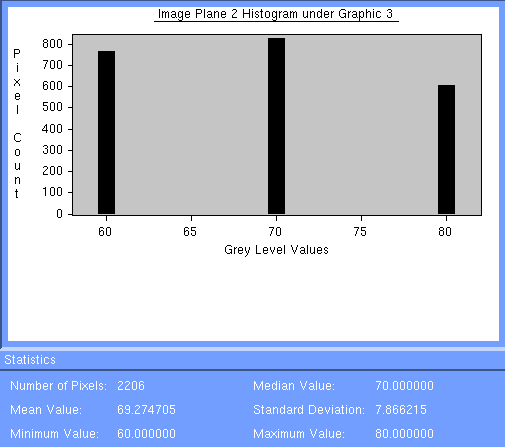 Image Plane 2 Histogram under Graphic 3
Pixel Count
800
700
600
500
400
300
200
100
0
60 65 70 75 80
Grey Level Values
Statistics
Number of Pixels: 2206 Median Value: 70.000000
Mean Value: 69.274705 Standard Deviation: 7.866215
Minimum Value: 60.000000 Maximum Value: 80.000000